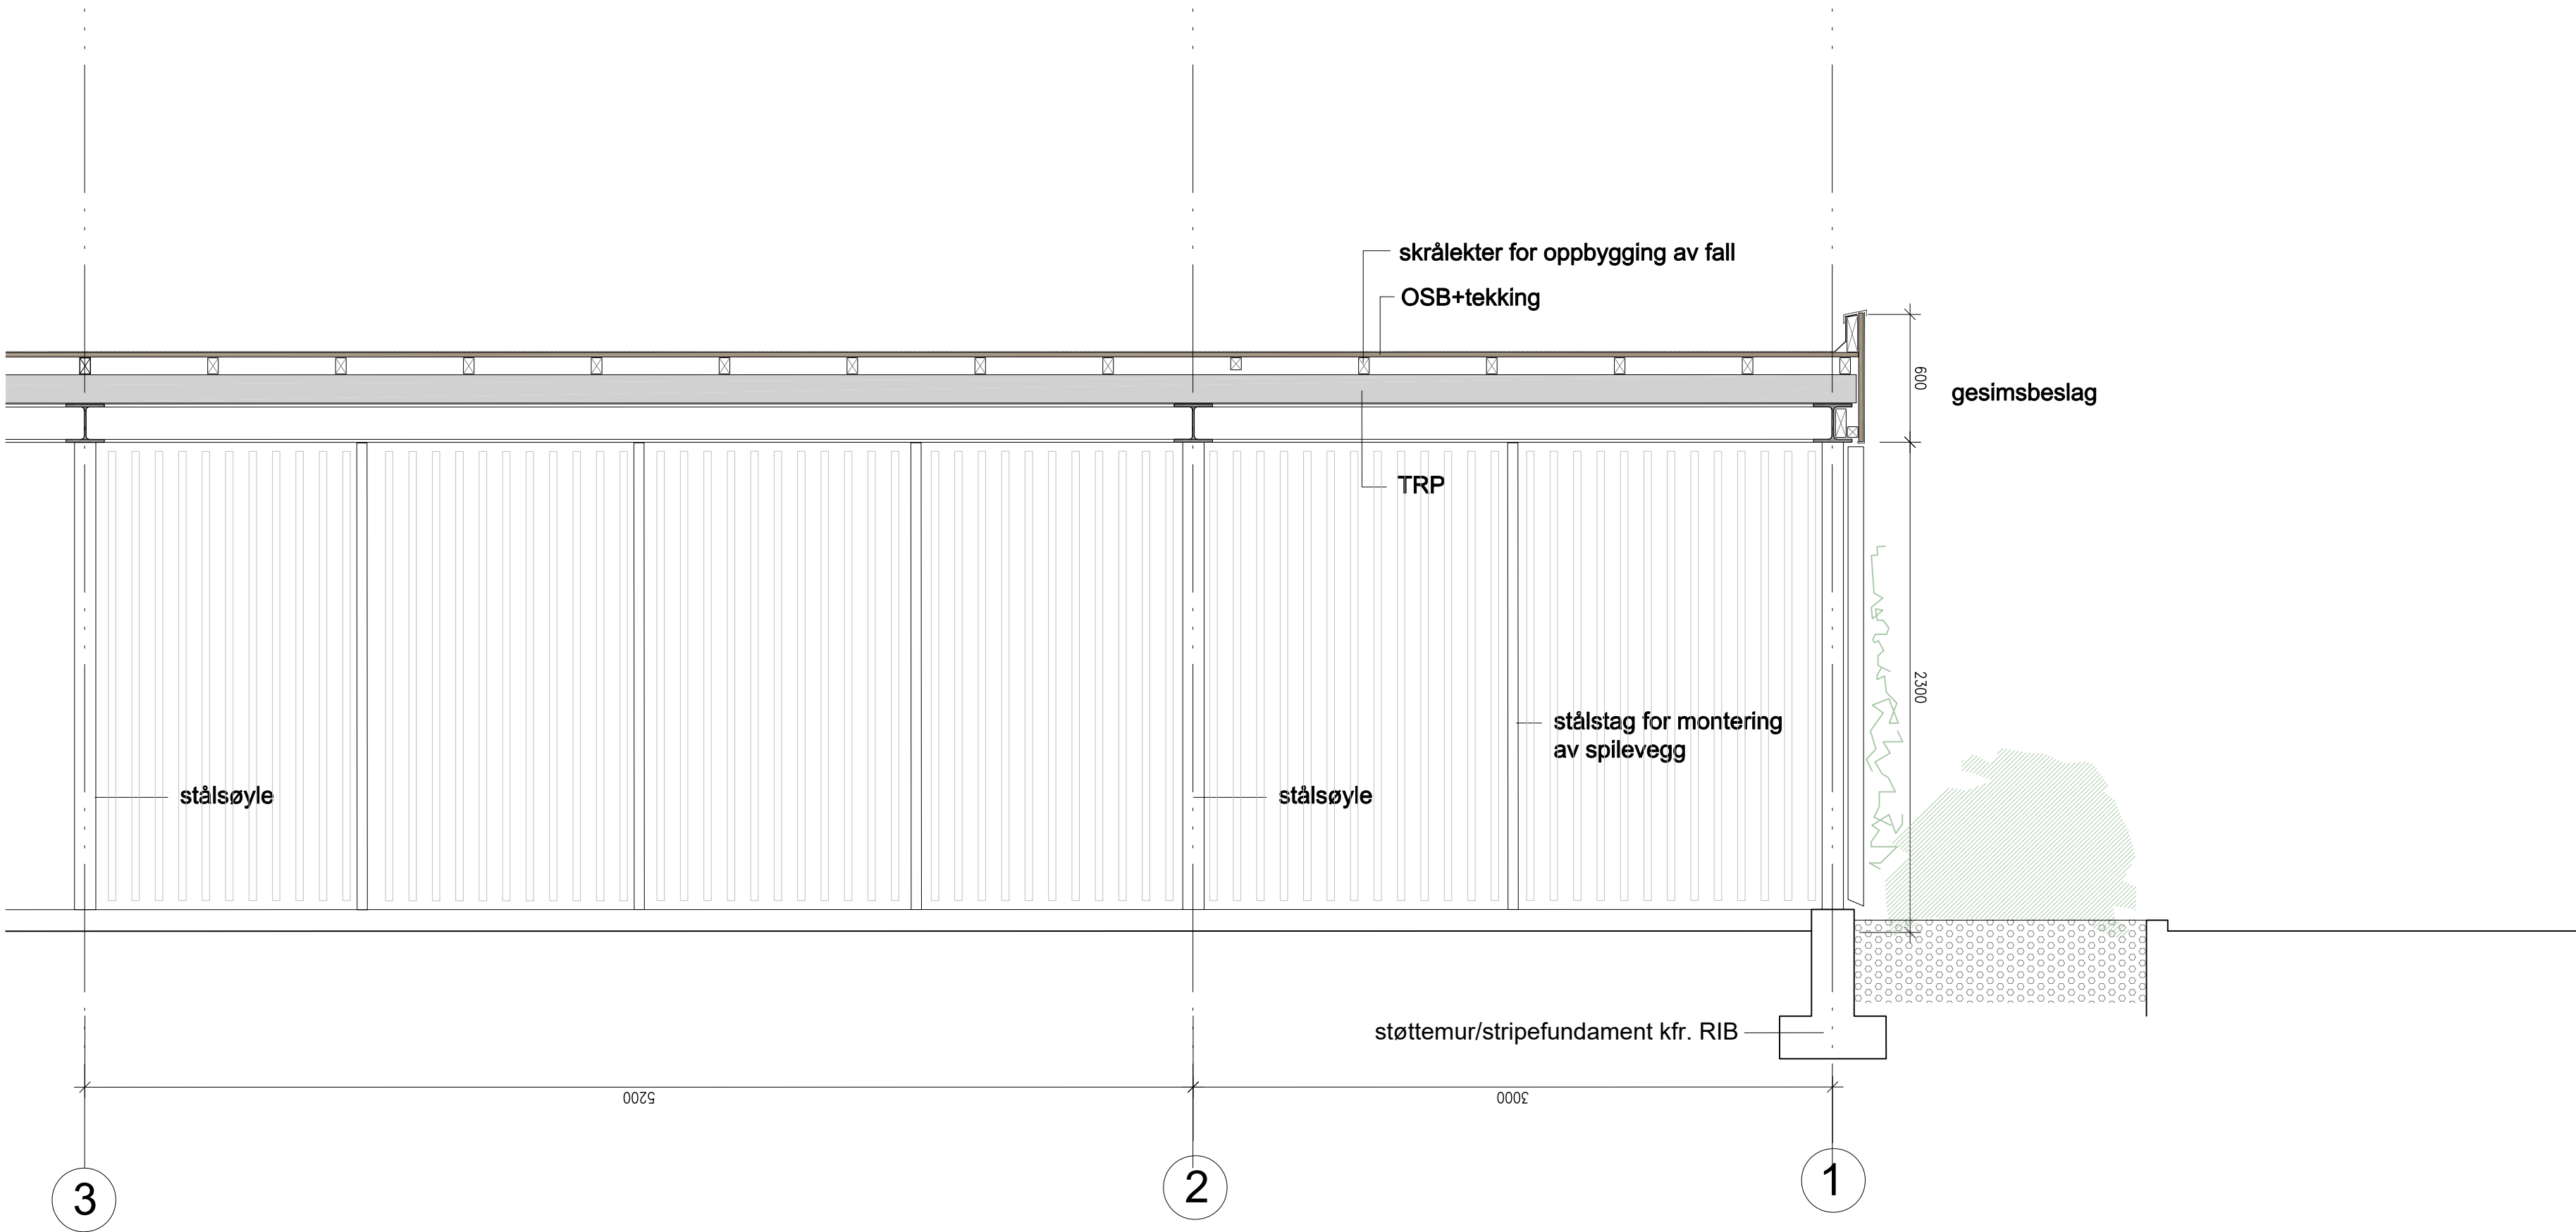 skrålekter for oppbygging av fall
OSB+tekking
600
gesimsbeslag
TRP
2300
stålstag for montering
av spilevegg
stålsøyle
stålsøyle
støttemur/stripefundament kfr. RIB
5200
3000
3
2
1